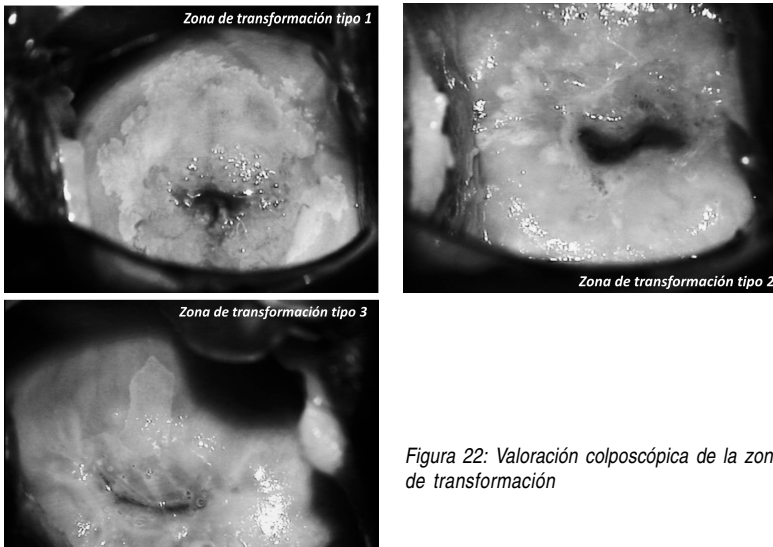 Zona de transformación tipo 1
Zona de transformación tipo 2
Zona de transformación tipo 3
Figura 22: Valoración colposcópica de la zon
de transformación